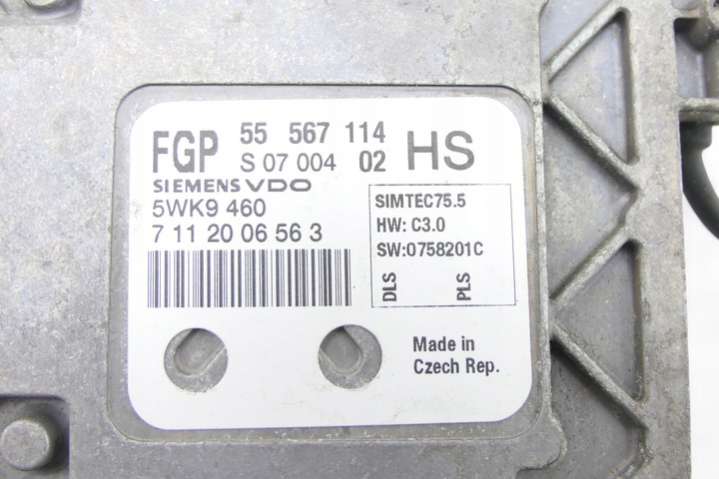 FGP 55 567 114 HS
S 07 004 02
SIEMENS VDO
5WK9 460
7 11 20 06 56 3
SIMTEC75.5
HW: C3.0
SW:0758201C
DLS PLS
Made in
Czech Rep.